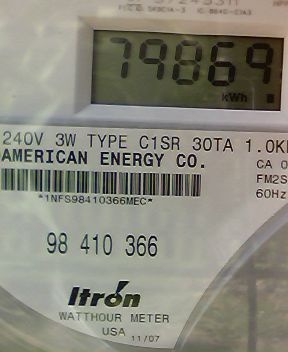 79869
kWh
240V 3W TYPE C1SR 30TA 1.0K
AMERICAN ENERGY CO.
CA 0
FM2S
60Hz
*1NFS98410366MEC*
98 410 366
Itrón
WATTHOUR METER
USA 11/07